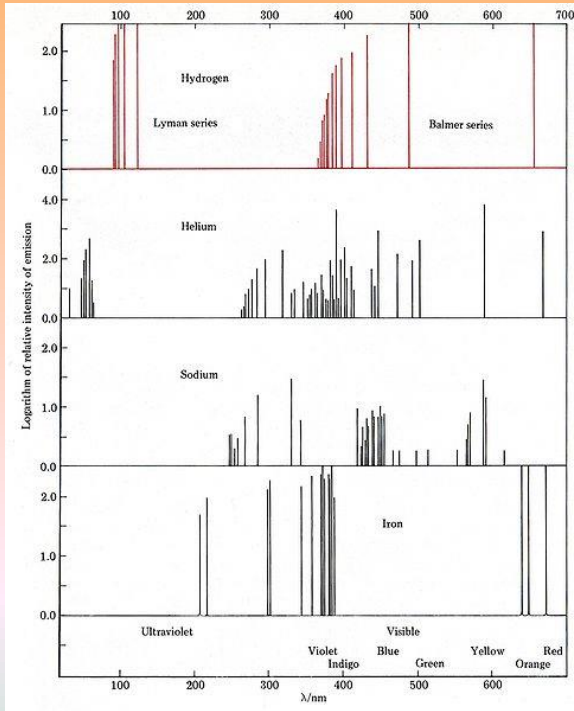 100 200 300 400 500 600 700
2.0
Hydrogen
1.0
Lyman series
Balmer series
0.0
4.0
Helium
2.0
0.0
2.0
Sodium
1.0
0.0
2.0
Iron
1.0
0.0
Logarithm of relative intensity of emission
Ultraviolet Visible
Violet Blue Yellow Red
Indigo Green Orange
100 200 300 400 500 600
λ/nm